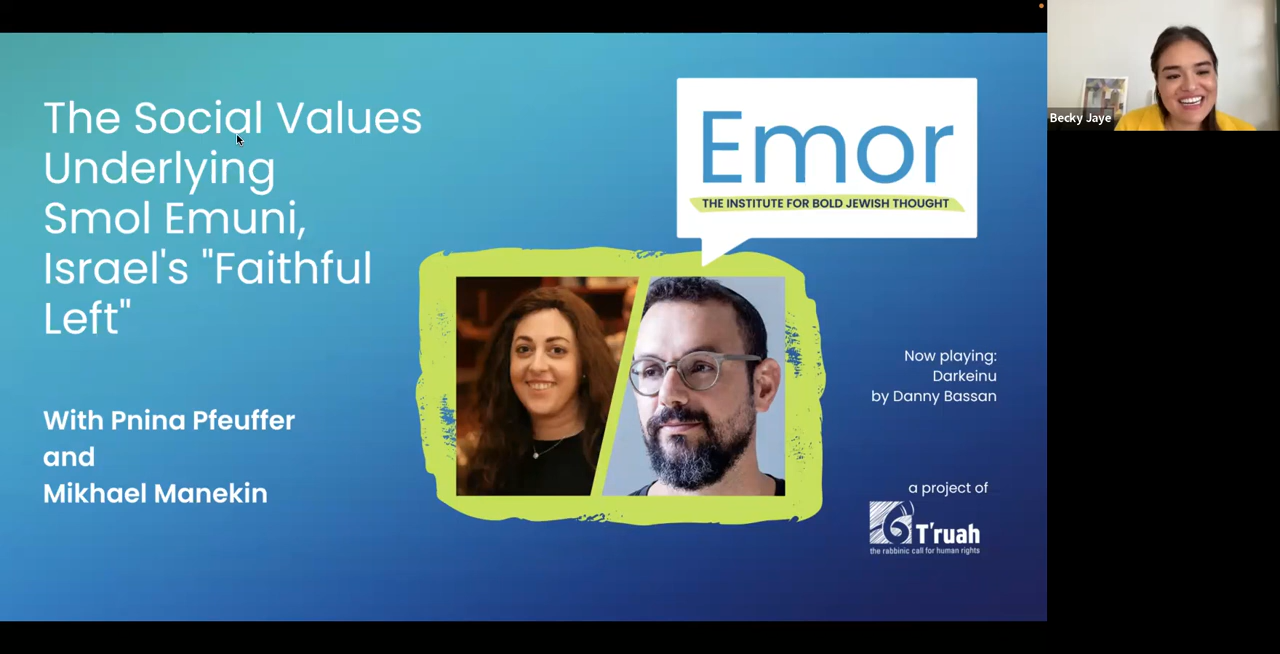 The Social Values
Underlying
Smol Emuni,
Israel's "Faithful
Left"
With Pnina Pfeuffer
and
Mikhael Manekin
Emor
THE INSTITUTE FOR BOLD JEWISH THOUGHT
Now playing:
Darkeinu
by Danny Bassan
a project of
T'ruah
the rabbinic call for human rights
Becky Jaye